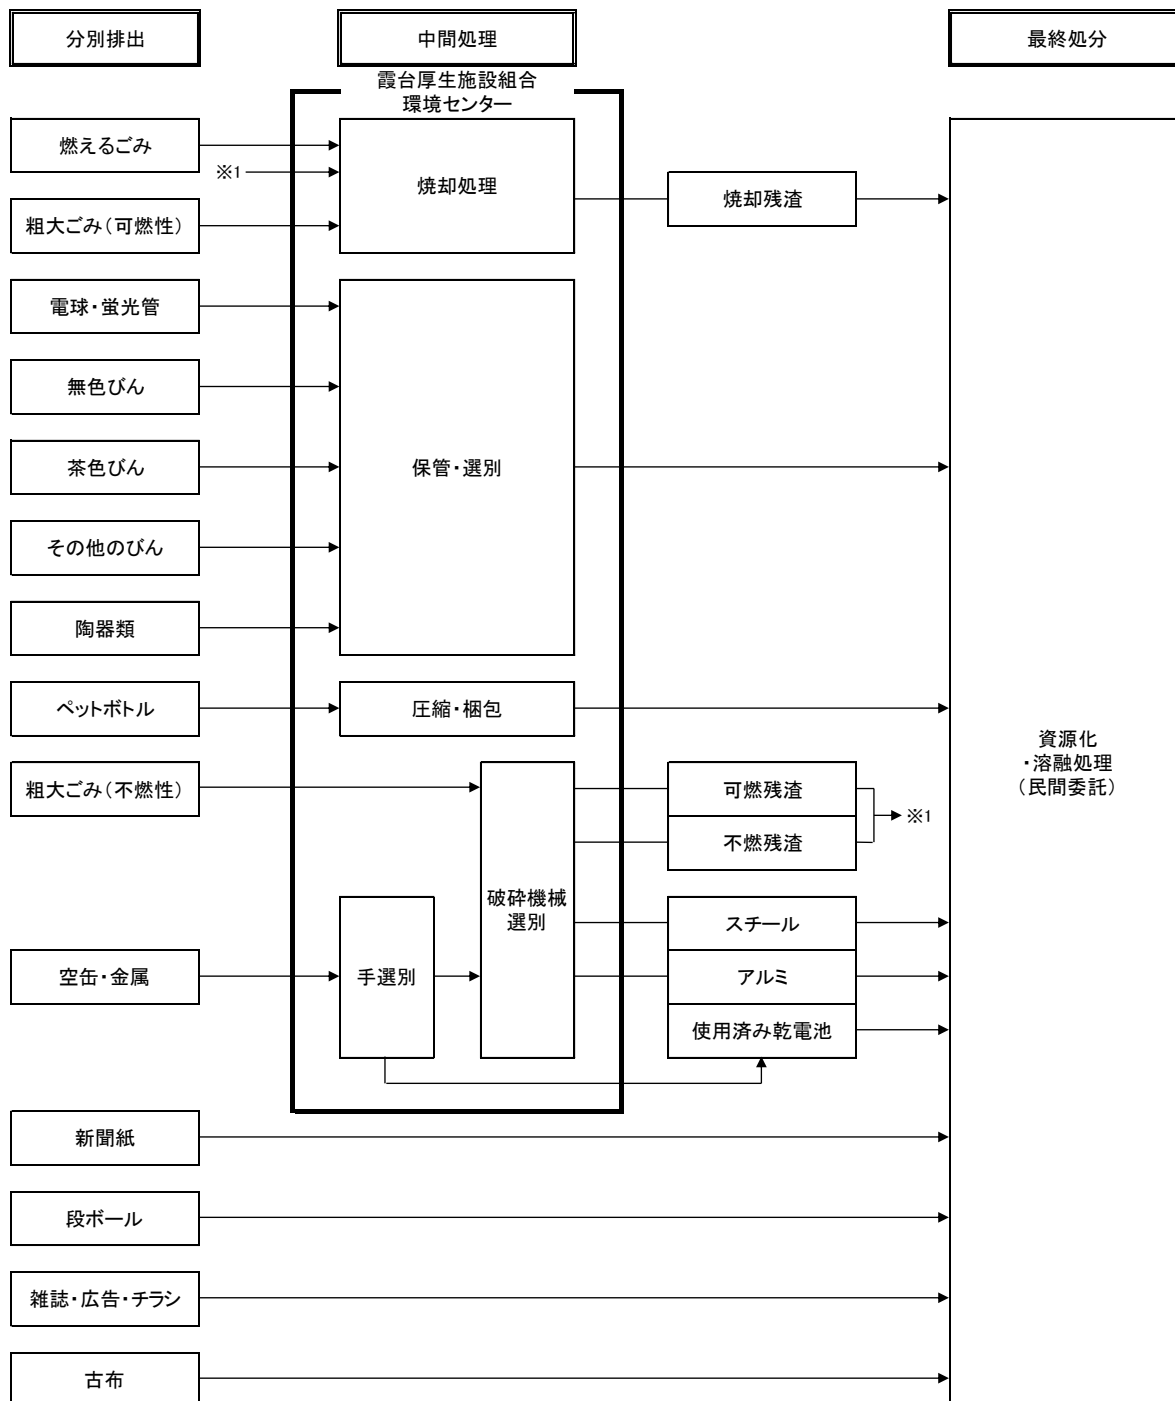 分別排出
中間処理
最終処分
霞台厚生施設組合
環境センター
燃えるごみ
※1
焼却処理
粗大ごみ(可燃性)
焼却残渣
電球・蛍光管
無色びん
茶色びん
保管・選別
その他のびん
陶器類
ペットボトル
圧縮・梱包
資源化
・溶融処理
(民間委託)
粗大ごみ(不燃性)
可燃残渣
※1
不燃残渣
破砕機械
選別
スチール
空缶・金属
手選別
アルミ
使用済み乾電池
新聞紙
段ボール
雑誌・広告・チラシ
古布